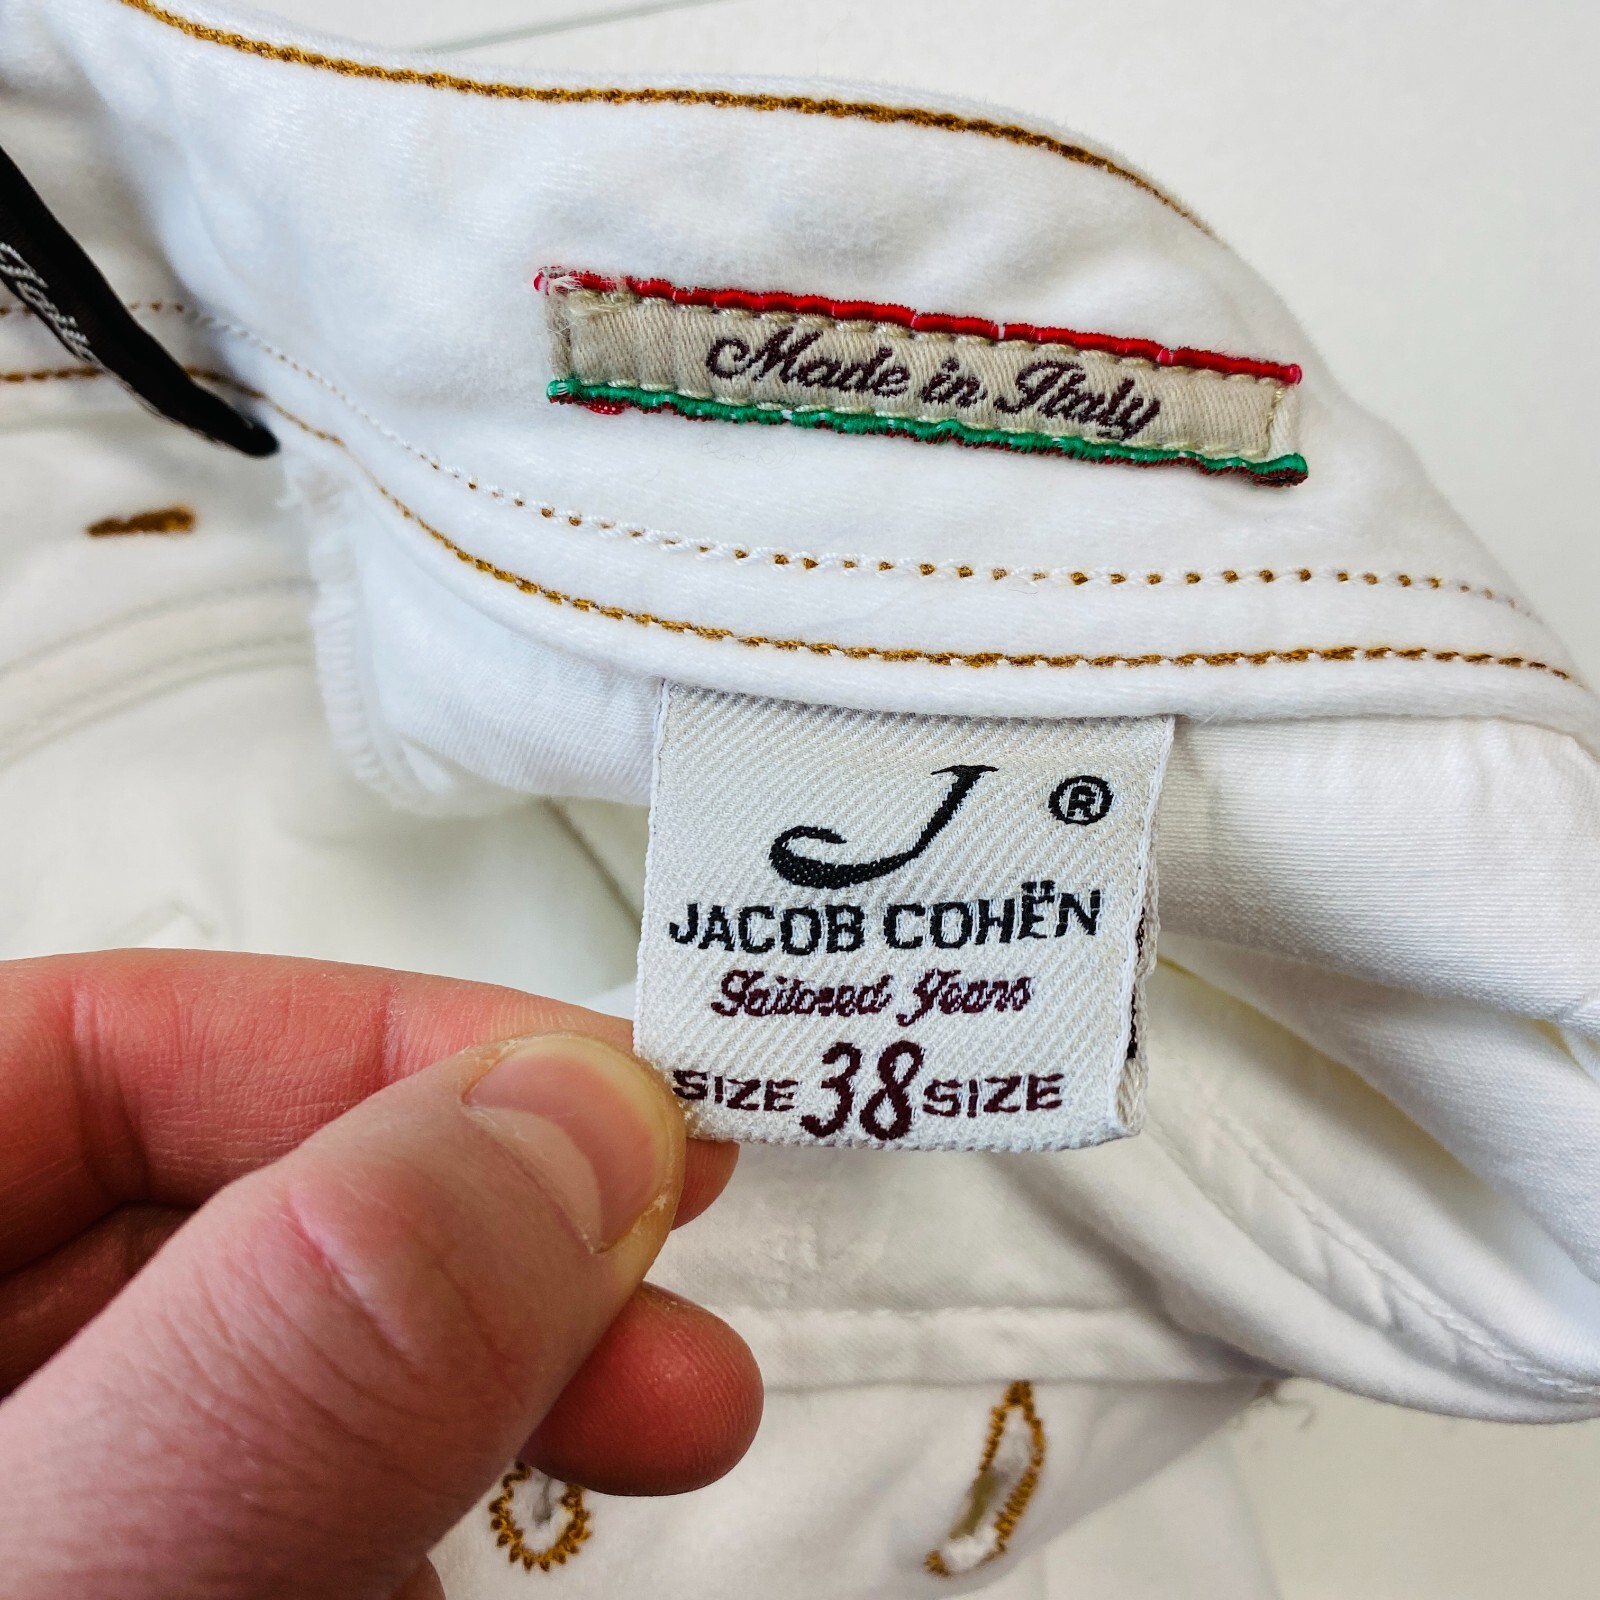 Made in Italy
J ®
JACOB COHËN
Tailored Jeans
SIZE 38 SIZE